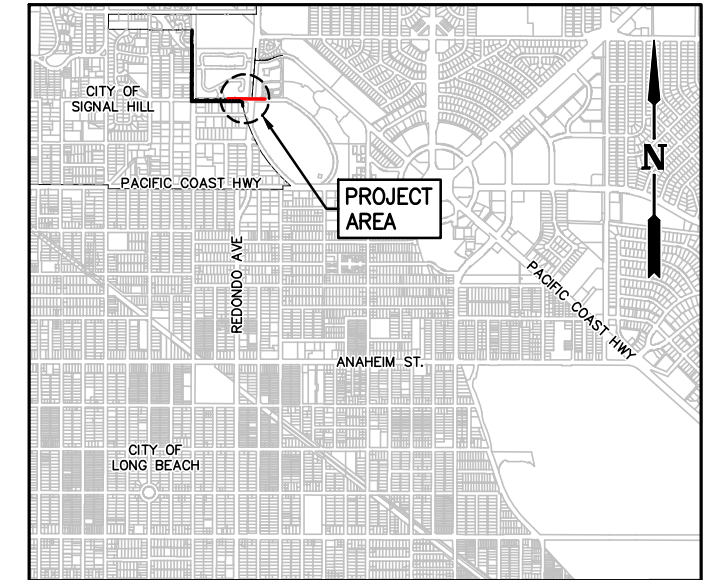 CITY OF
SIGNAL HILL
PACIFIC COAST HWY
PROJECT
AREA
N
REDONDO AVE
PACIFIC COAST HWY
ANAHEIM ST.
CITY OF
LONG BEACH